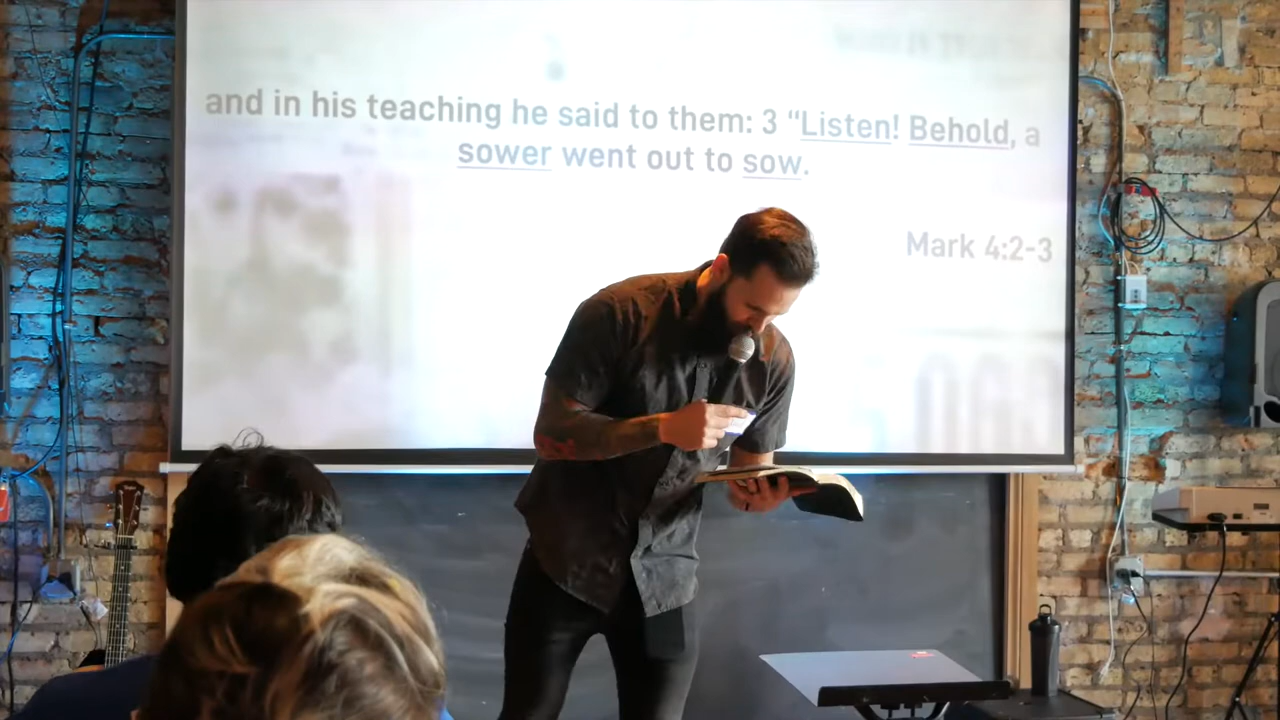 and in his teaching he said to them: 3 “Listen! Behold, a
sower went out to sow.
Mark 4:2-3